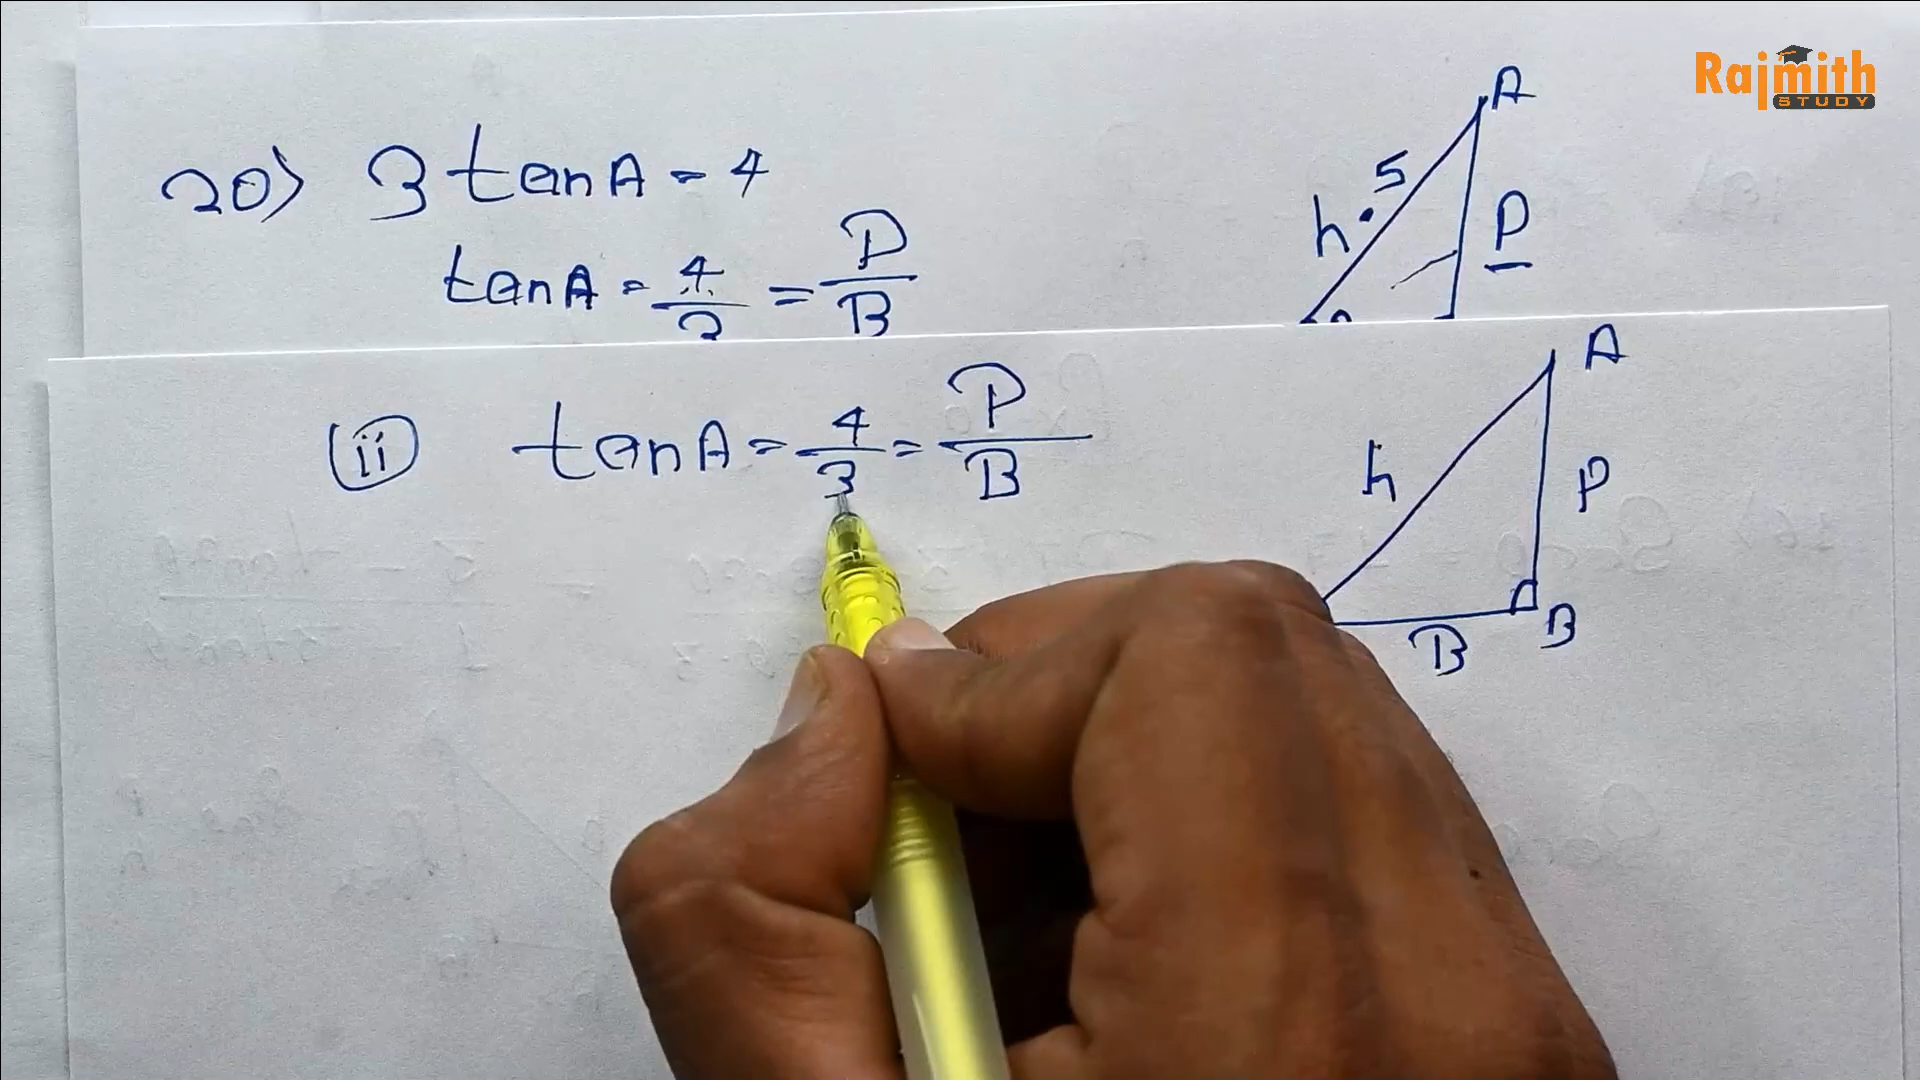 Rajmith
STUDY
20) 3 tanA = 4
tanA = 4/3 = P/B
A
h
5
P
(ii) tanA = 4/3 = P/B
A
h
P
B
B